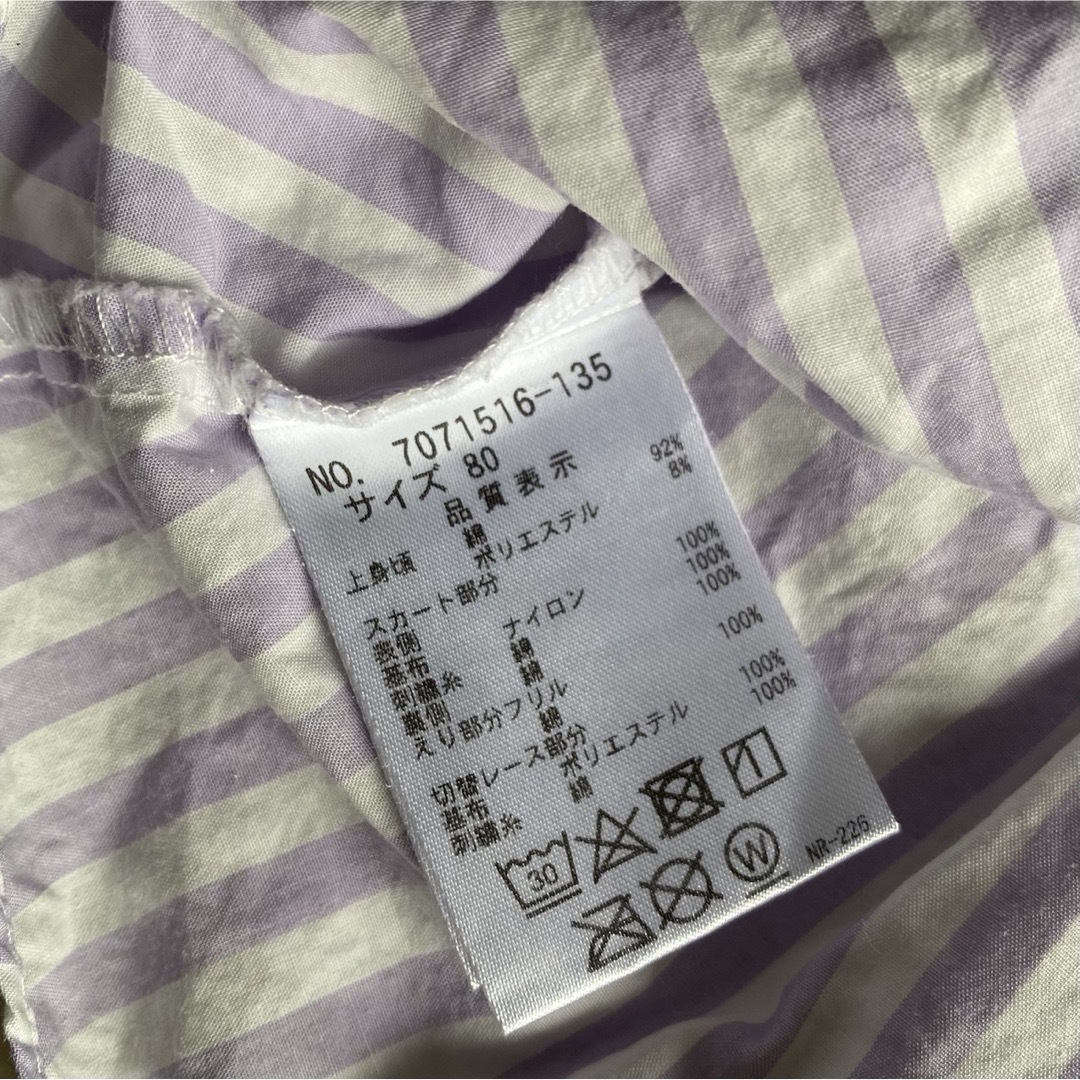 NO. 7071516-135
サイズ 80
品質表示
上身頃 綿 92%
ポリエステル 8%
スカート部分
表側
基布 ナイロン 100%
刺繍糸 綿 100%
裏側 綿 100%
えり部分フリル
綿 100%
切替レース部分
基布 ポリエステル 100%
刺繍糸 綿 100%
30
W
NR-226